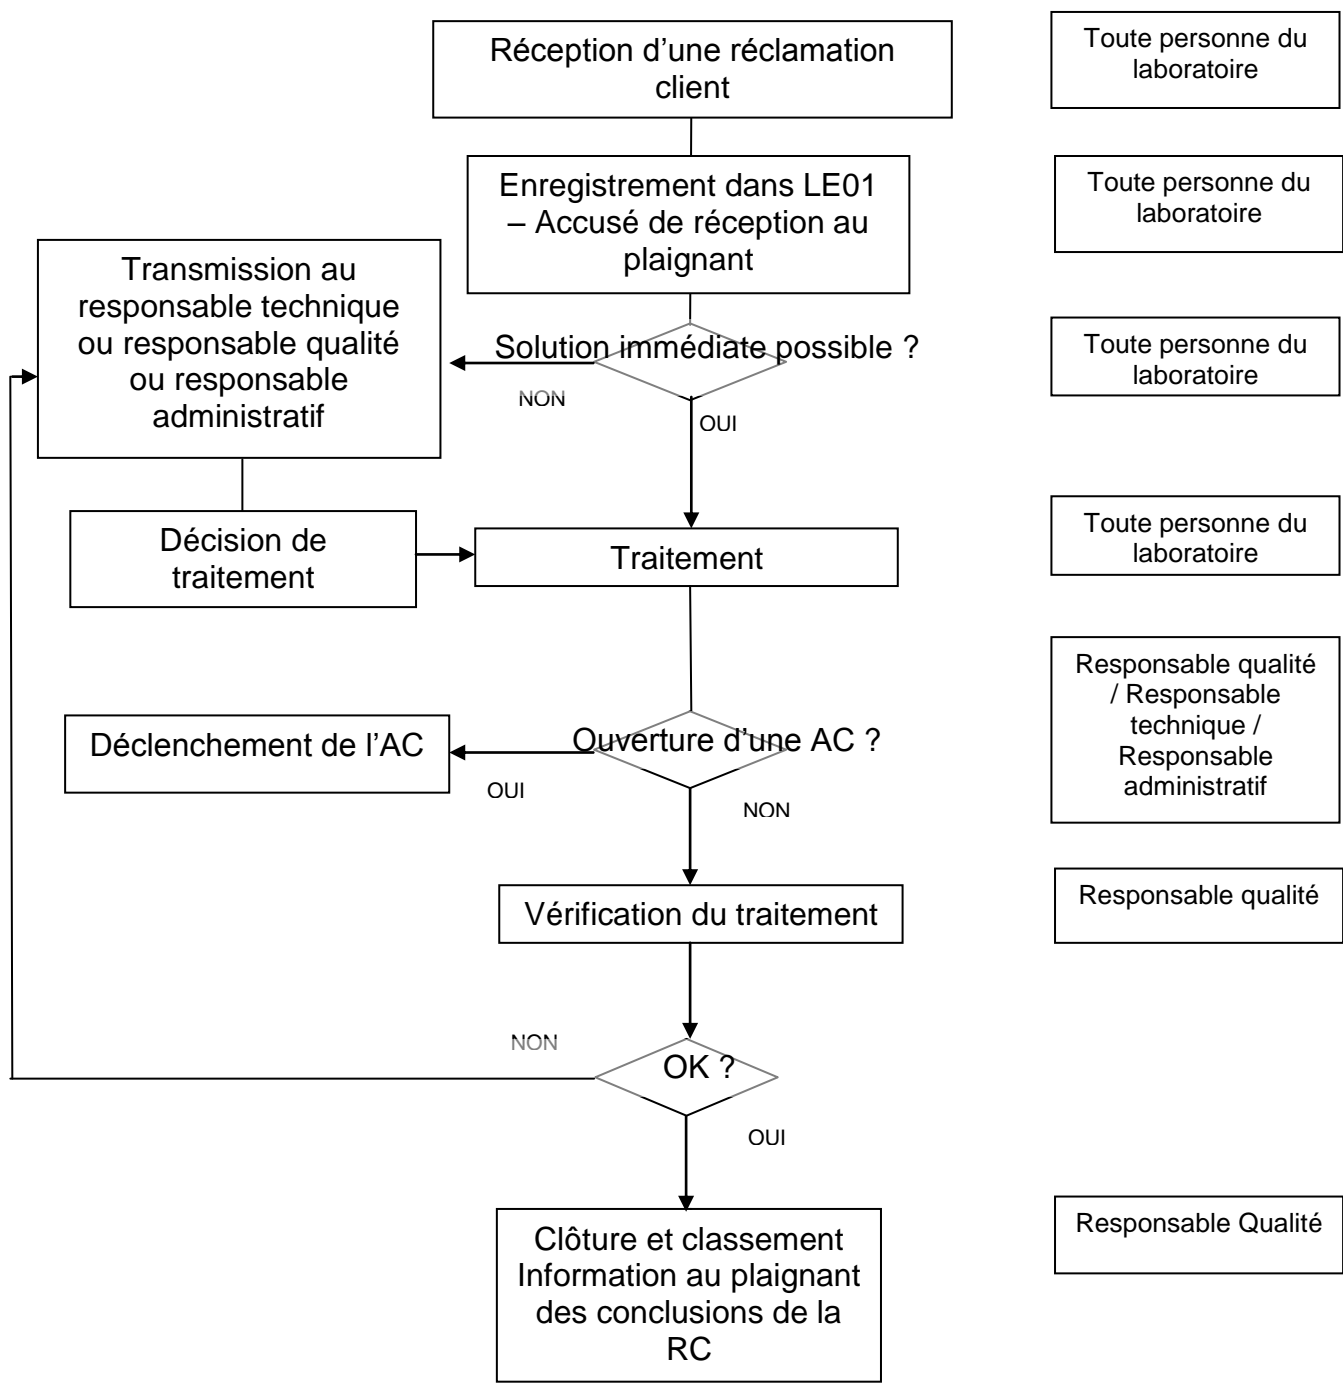 Réception d’une réclamation
client
Toute personne du
laboratoire
Enregistrement dans LE01
– Accusé de réception au
plaignant
Toute personne du
laboratoire
Transmission au
responsable technique
ou responsable qualité
ou responsable
administratif
Solution immédiate possible ?
NON
OUI
Toute personne du
laboratoire
Décision de
traitement
Traitement
Toute personne du
laboratoire
Responsable qualité
/ Responsable
technique /
Responsable
administratif
Déclenchement de l’AC
Ouverture d’une AC ?
OUI
NON
Vérification du traitement
Responsable qualité
NON
OK ?
OUI
Clôture et classement
Information au plaignant
des conclusions de la
RC
Responsable Qualité